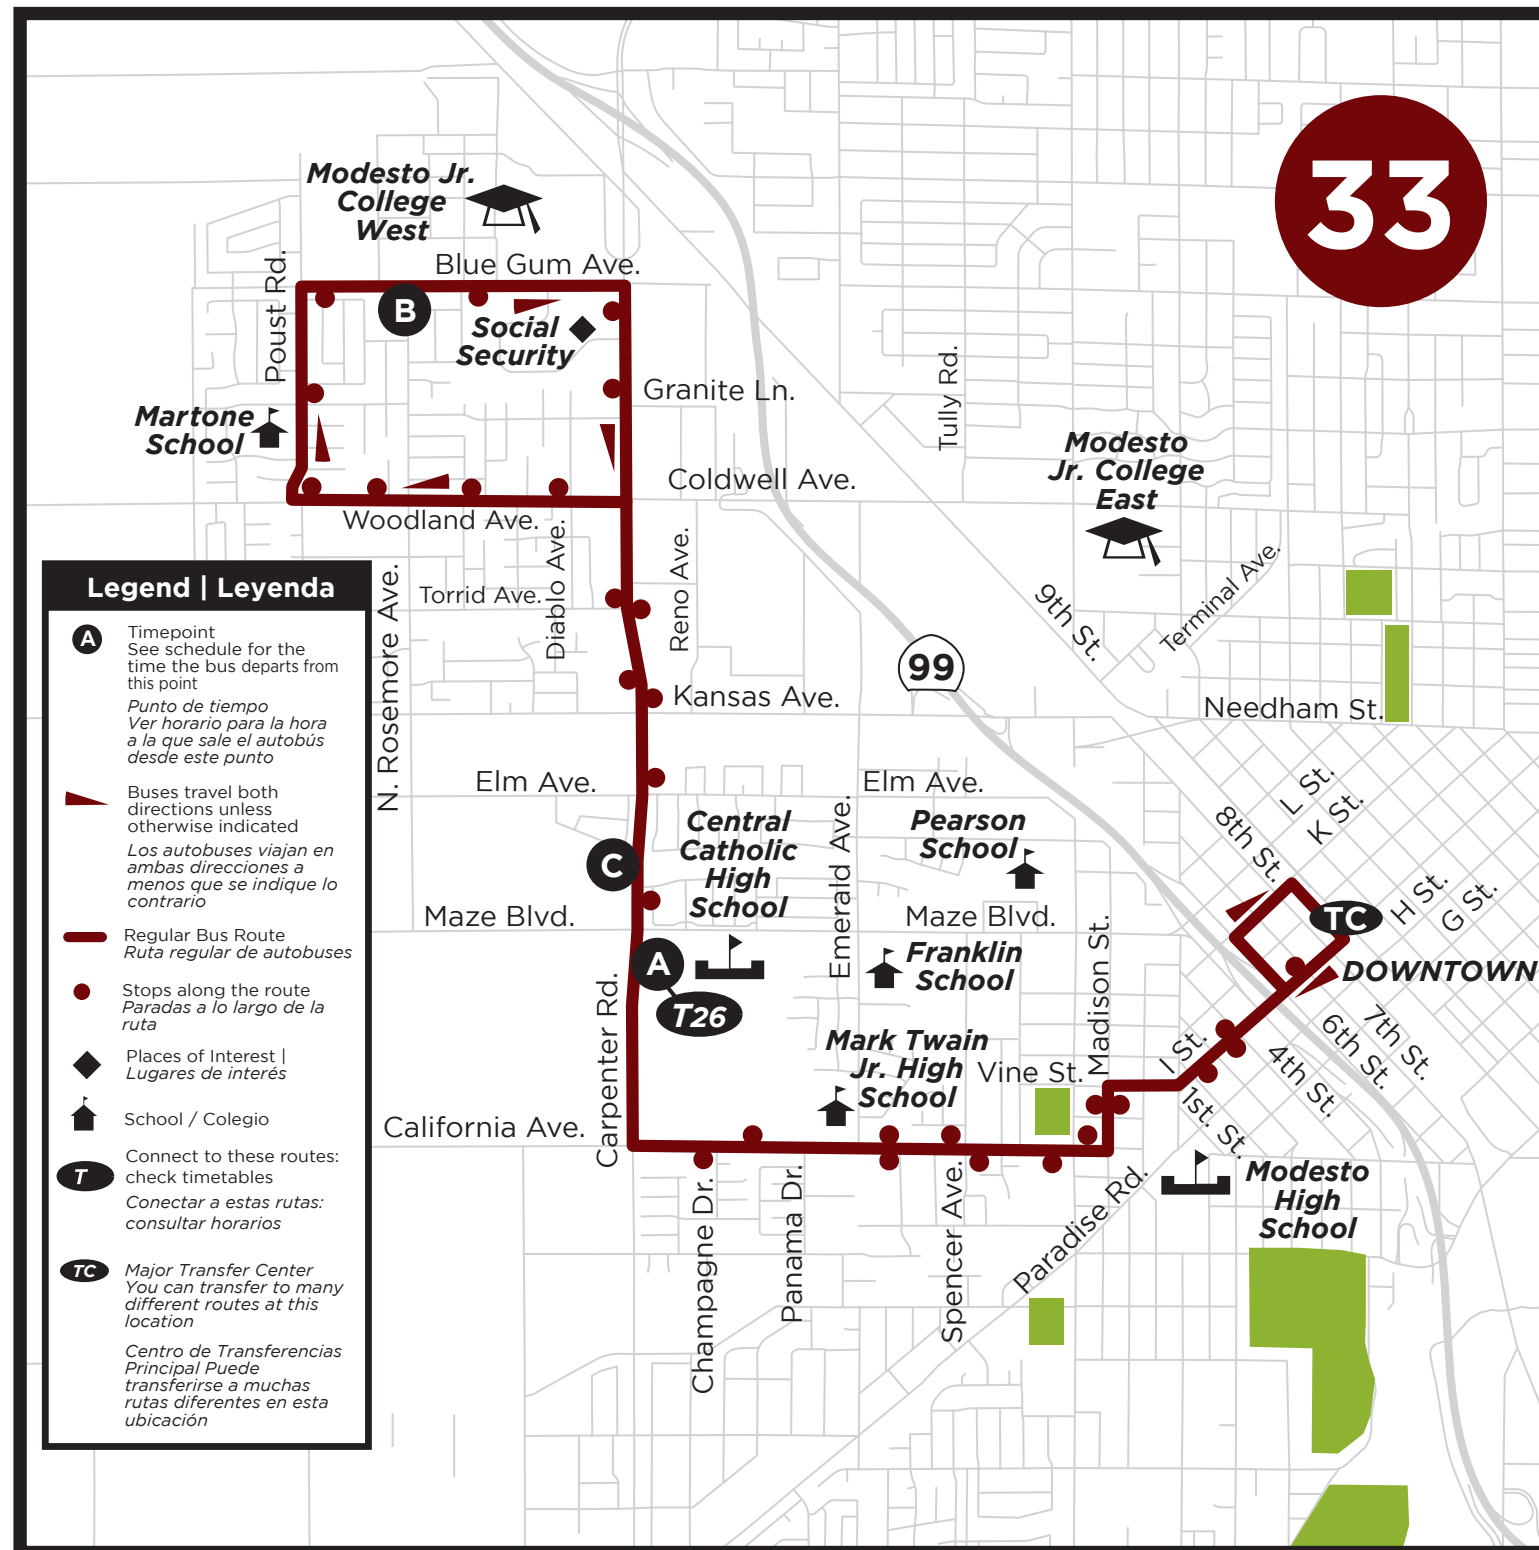 33
Modesto Jr.
College
West
Blue Gum Ave.
Poust Rd.
B
Social
Security
Granite Ln.
Martone
School
Tully Rd.
Modesto
Jr. College
East
Coldwell Ave.
Woodland Ave.
Diablo Ave.
Reno Ave.
Torrid Ave.
N. Rosemore Ave.
9th St.
Terminal Ave.
99
Kansas Ave.
Needham St.
Elm Ave.
Elm Ave.
L St.
K St.
8th St.
Central
Catholic
High
School
Emerald Ave.
Pearson
School
C
H St.
G St.
TC
Maze Blvd.
Maze Blvd.
Madison St.
A
T26
Franklin
School
DOWNTOWN
Carpenter Rd.
7th St.
6th St.
4th St.
I St.
1st. St.
Mark Twain
Jr. High
School
Vine St.
California Ave.
Champagne Dr.
Panama Dr.
Spencer Ave.
Paradise Rd.
Modesto
High
School
Legend | Leyenda
A
Timepoint
See schedule for the
time the bus departs from
this point
Punto de tiempo
Ver horario para la hora
a la que sale el autobús
desde este punto
Buses travel both
directions unless
otherwise indicated
Los autobuses viajan en
ambas direcciones a
menos que se indique lo
contrario
Regular Bus Route
Ruta regular de autobuses
Stops along the route
Paradas a lo largo de la
ruta
Places of Interest |
Lugares de interés
School / Colegio
T
Connect to these routes:
check timetables
Conectar a estas rutas:
consultar horarios
TC
Major Transfer Center
You can transfer to many
different routes at this
location
Centro de Transferencias
Principal Puede
transferirse a muchas
rutas diferentes en esta
ubicación